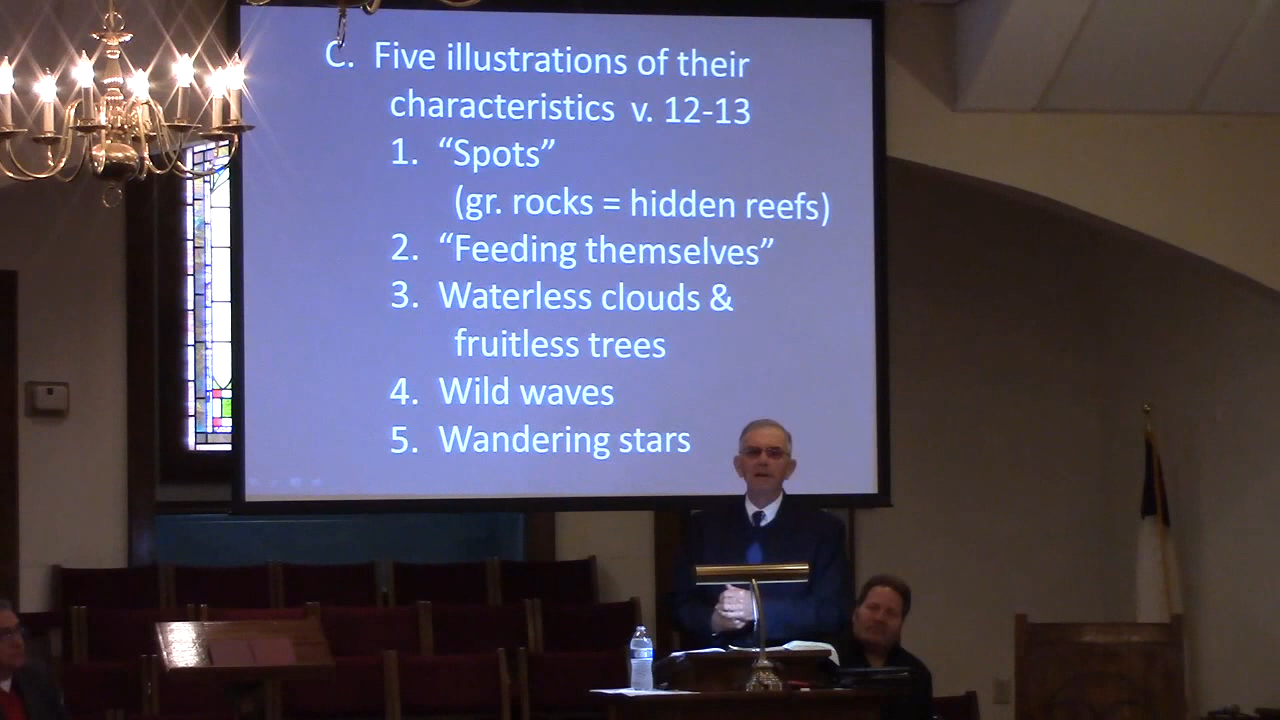 C. Five illustrations of their
characteristics v. 12-13
1. “Spots”
(gr. rocks = hidden reefs)
2. “Feeding themselves”
3. Waterless clouds &
fruitless trees
4. Wild waves
5. Wandering stars